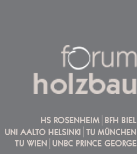 forum
holzbau
HS ROSENHEIM | BFH BIEL
UNI AALTO HELSINKI | TU MÜNCHEN
TU WIEN | UNBC PRINCE GEORGE